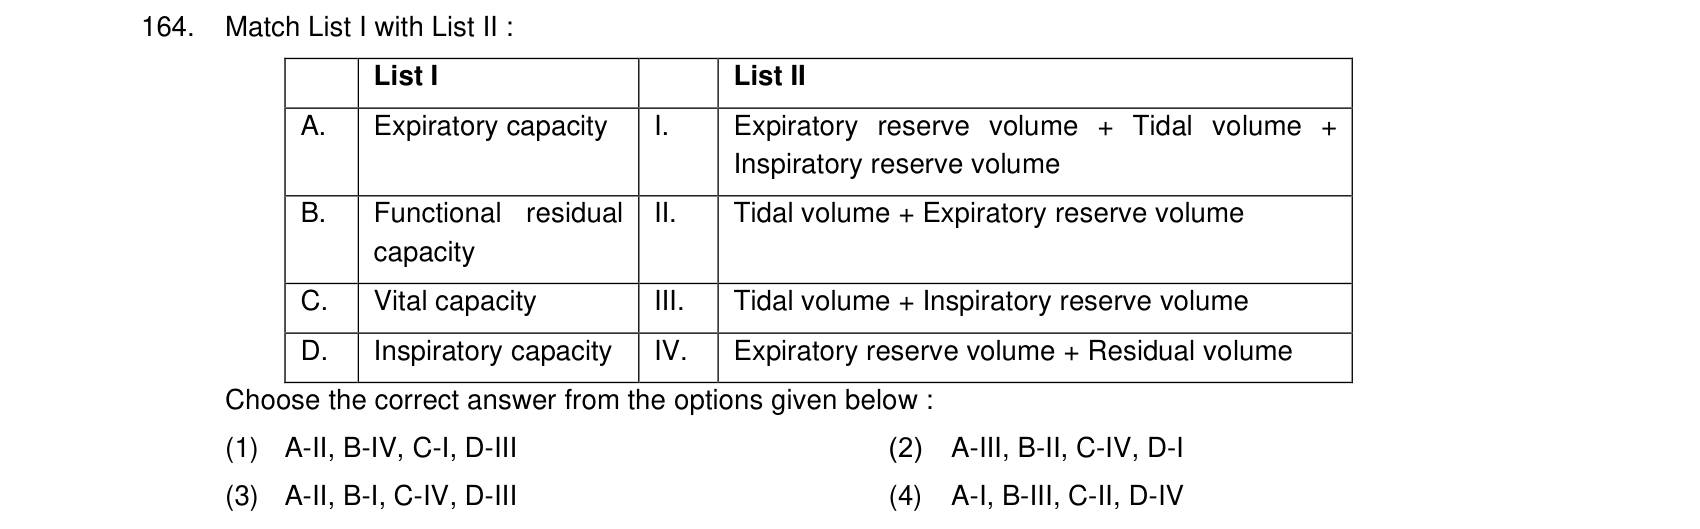 164. Match List I with List II :
List I List II
A. Expiratory capacity I. Expiratory reserve volume + Tidal volume +
Inspiratory reserve volume
B. Functional residual II. Tidal volume + Expiratory reserve volume
capacity
C. Vital capacity III. Tidal volume + Inspiratory reserve volume
D. Inspiratory capacity IV. Expiratory reserve volume + Residual volume
Choose the correct answer from the options given below :
(1) A-II, B-IV, C-I, D-III (2) A-III, B-II, C-IV, D-I
(3) A-II, B-I, C-IV, D-III (4) A-I, B-III, C-II, D-IV